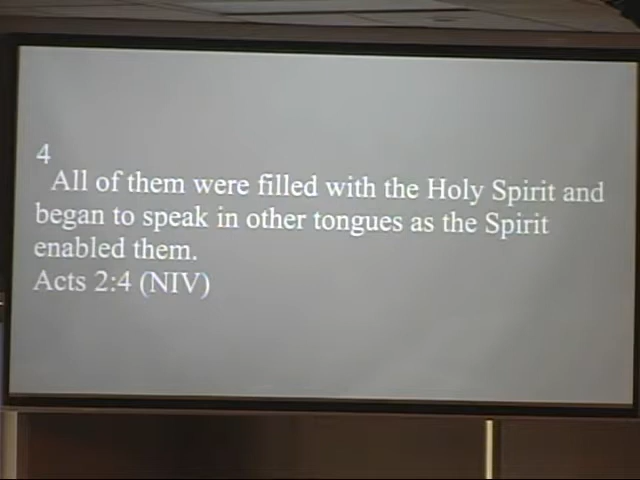 4
All of them were filled with the Holy Spirit and
began to speak in other tongues as the Spirit
enabled them.
Acts 2:4 (NIV)